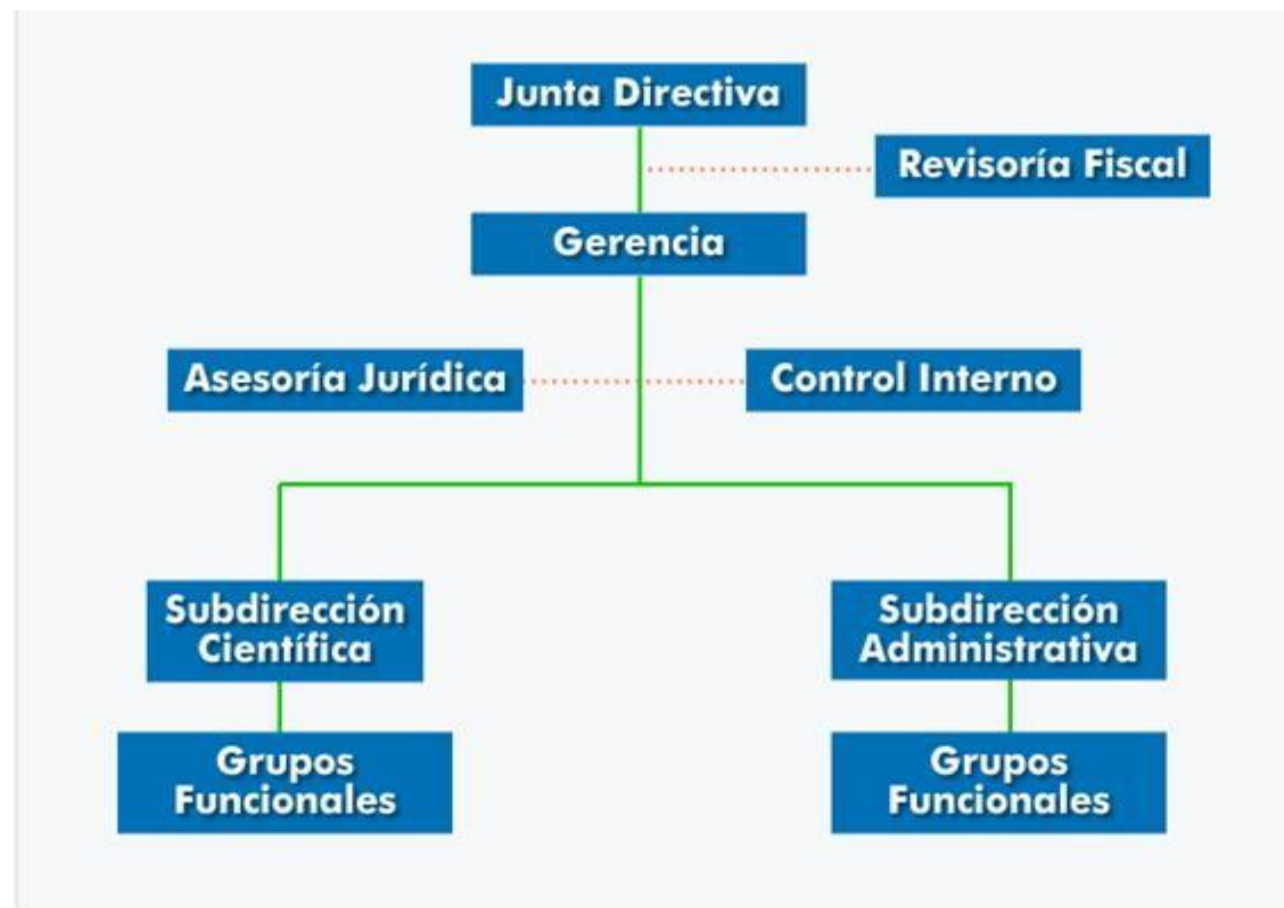 Junta Directiva
Revisoría Fiscal
Gerencia
Asesoría Jurídica
Control Interno
Subdirección
Científica
Subdirección
Administrativa
Grupos
Funcionales
Grupos
Funcionales